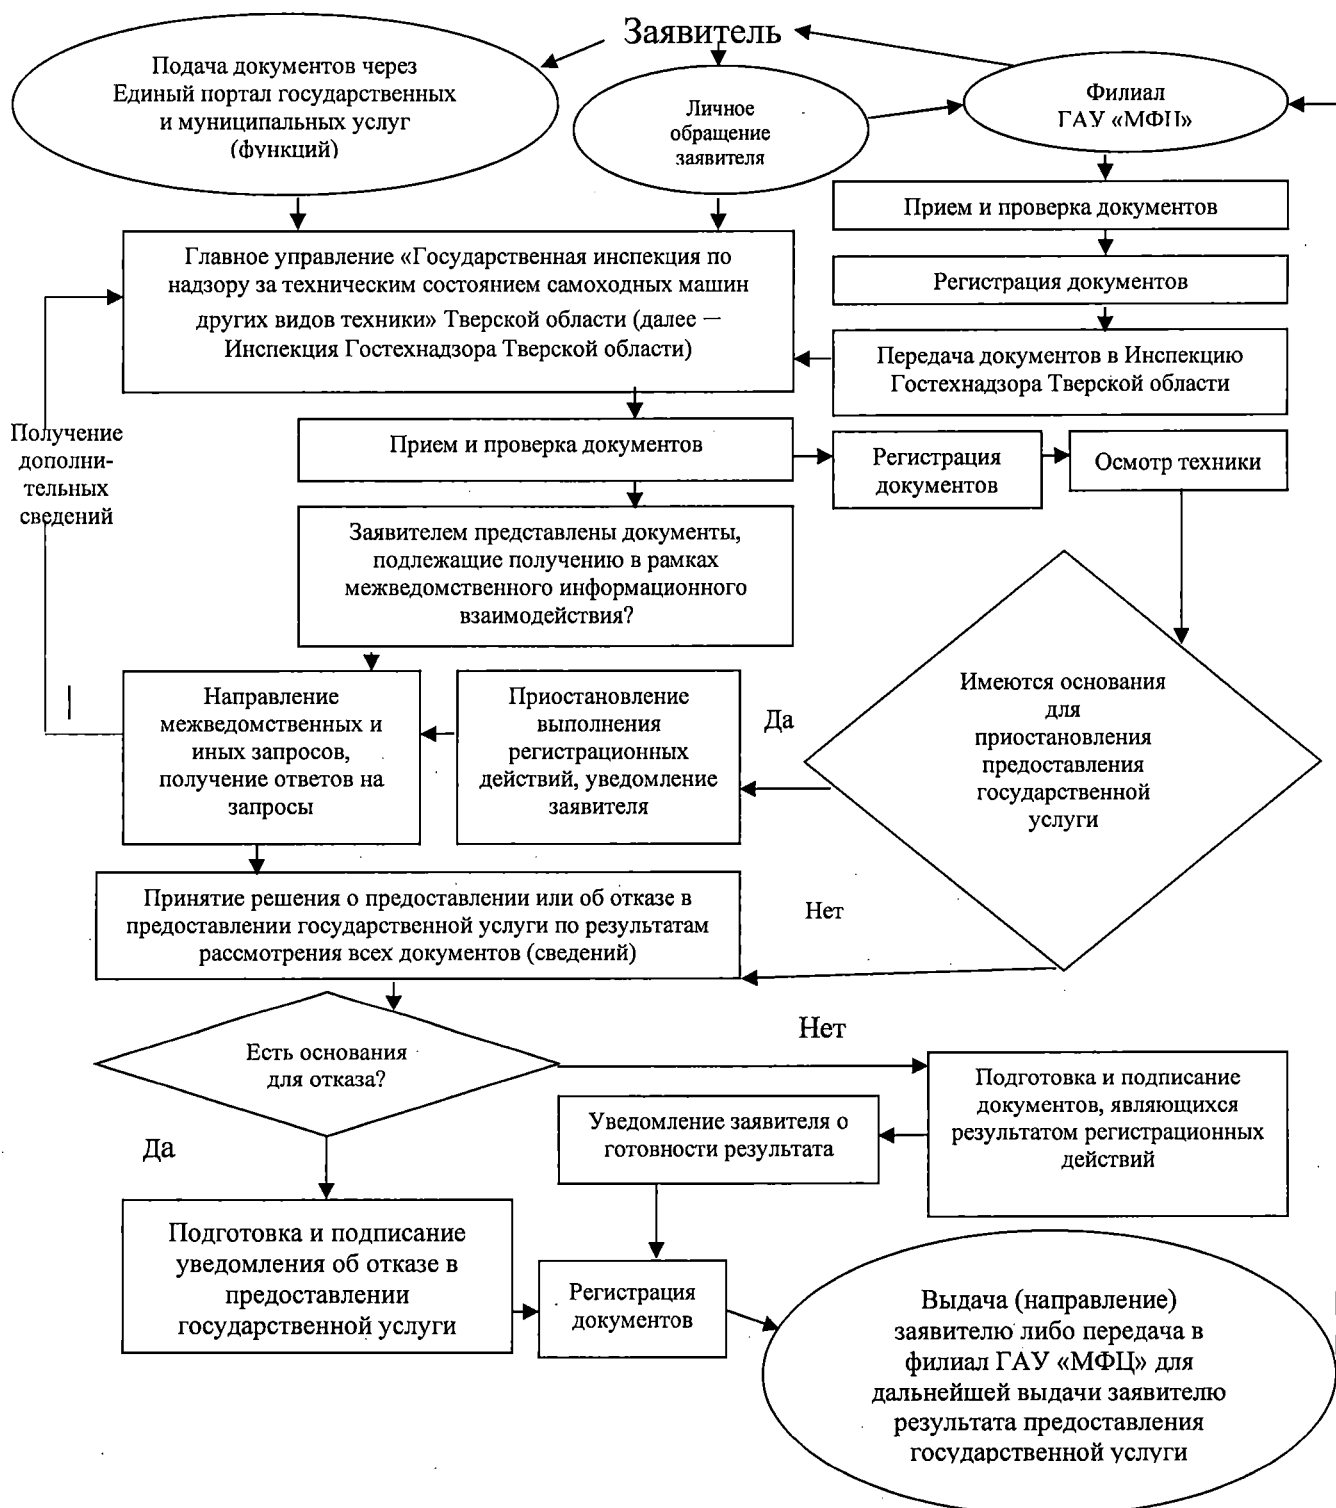 Заявитель
Подача документов через
Единый портал государственных
и муниципальных услуг
(функций)
Личное
обращение
заявителя
Филиал
ГАУ «МФЦ»
Прием и проверка документов
Регистрация документов
Передача документов в Инспекцию
Гостехнадзора Тверской области
Главное управление «Государственная инспекция по
надзору за техническим состоянием самоходных машин
других видов техники» Тверской области (далее —
Инспекция Гостехнадзора Тверской области)
Получение
дополни-
тельных
сведений
Прием и проверка документов
Регистрация
документов
Осмотр техники
Заявителем представлены документы,
подлежащие получению в рамках
межведомственного информационного
взаимодействия?
Направление
межведомственных и
иных запросов,
получение ответов на
запросы
Приостановление
выполнения
регистрационных
действий, уведомление
заявителя
Да
Имеются основания
для
приостановления
предоставления
государственной
услуги
Принятие решения о предоставлении или об отказе в
предоставлении государственной услуги по результатам
рассмотрения всех документов (сведений)
Нет
Есть основания
для отказа?
Нет
Подготовка и подписание
документов, являющихся
результатом регистрационных
действий
Уведомление заявителя о
готовности результата
Да
Подготовка и подписание
уведомления об отказе в
предоставлении
государственной услуги
Регистрация
документов
Выдача (направление)
заявителю либо передача в
филиал ГАУ «МФЦ» для
дальнейшей выдачи заявителю
результата предоставления
государственной услуги